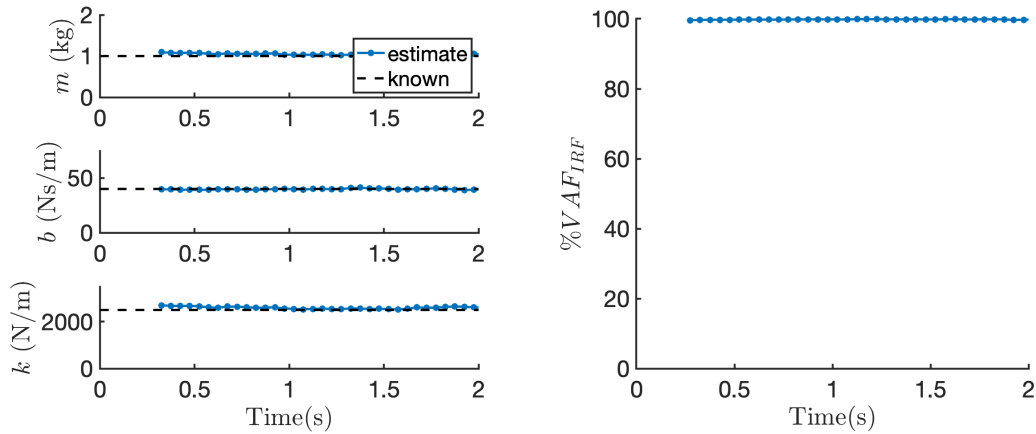 2
1
0
m (kg)
estimate
known
0 0.5 1 1.5 2
50
0
b (Ns/m)
0 0.5 1 1.5 2
2000
0
k (N/m)
0 0.5 1 1.5 2
Time(s)
100
80
60
40
20
0
%VAF_{IRF}
0 0.5 1 1.5 2
Time(s)